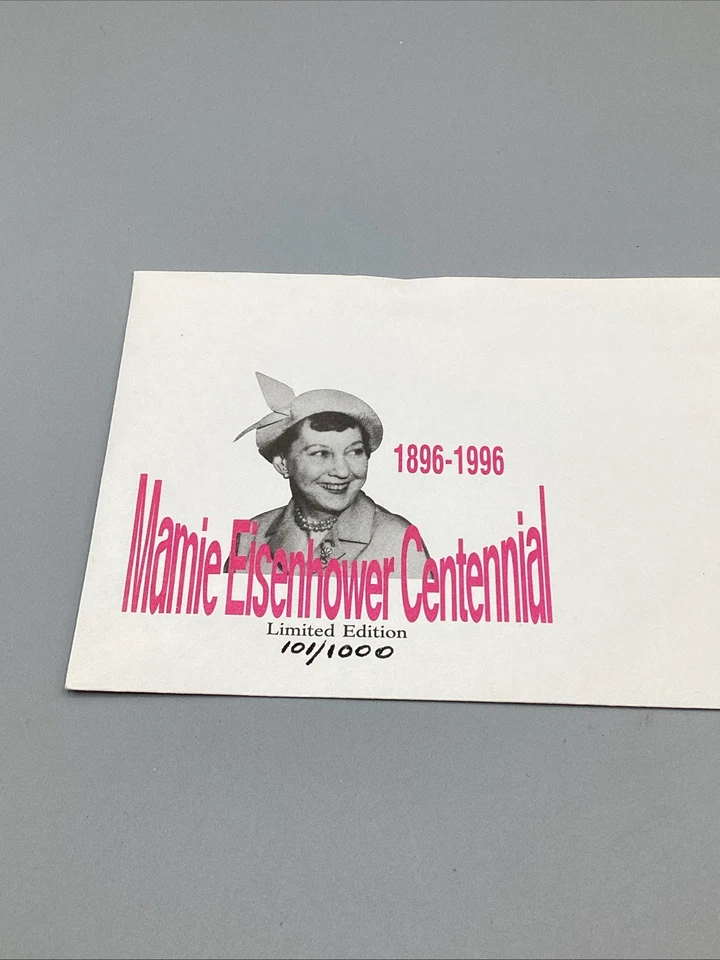 1896-1996
Mamie Eisenhower Centennial
Limited Edition
101/1000